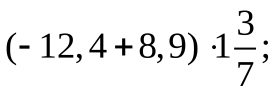 (- 12,4 + 8,9) · 1 3/7;